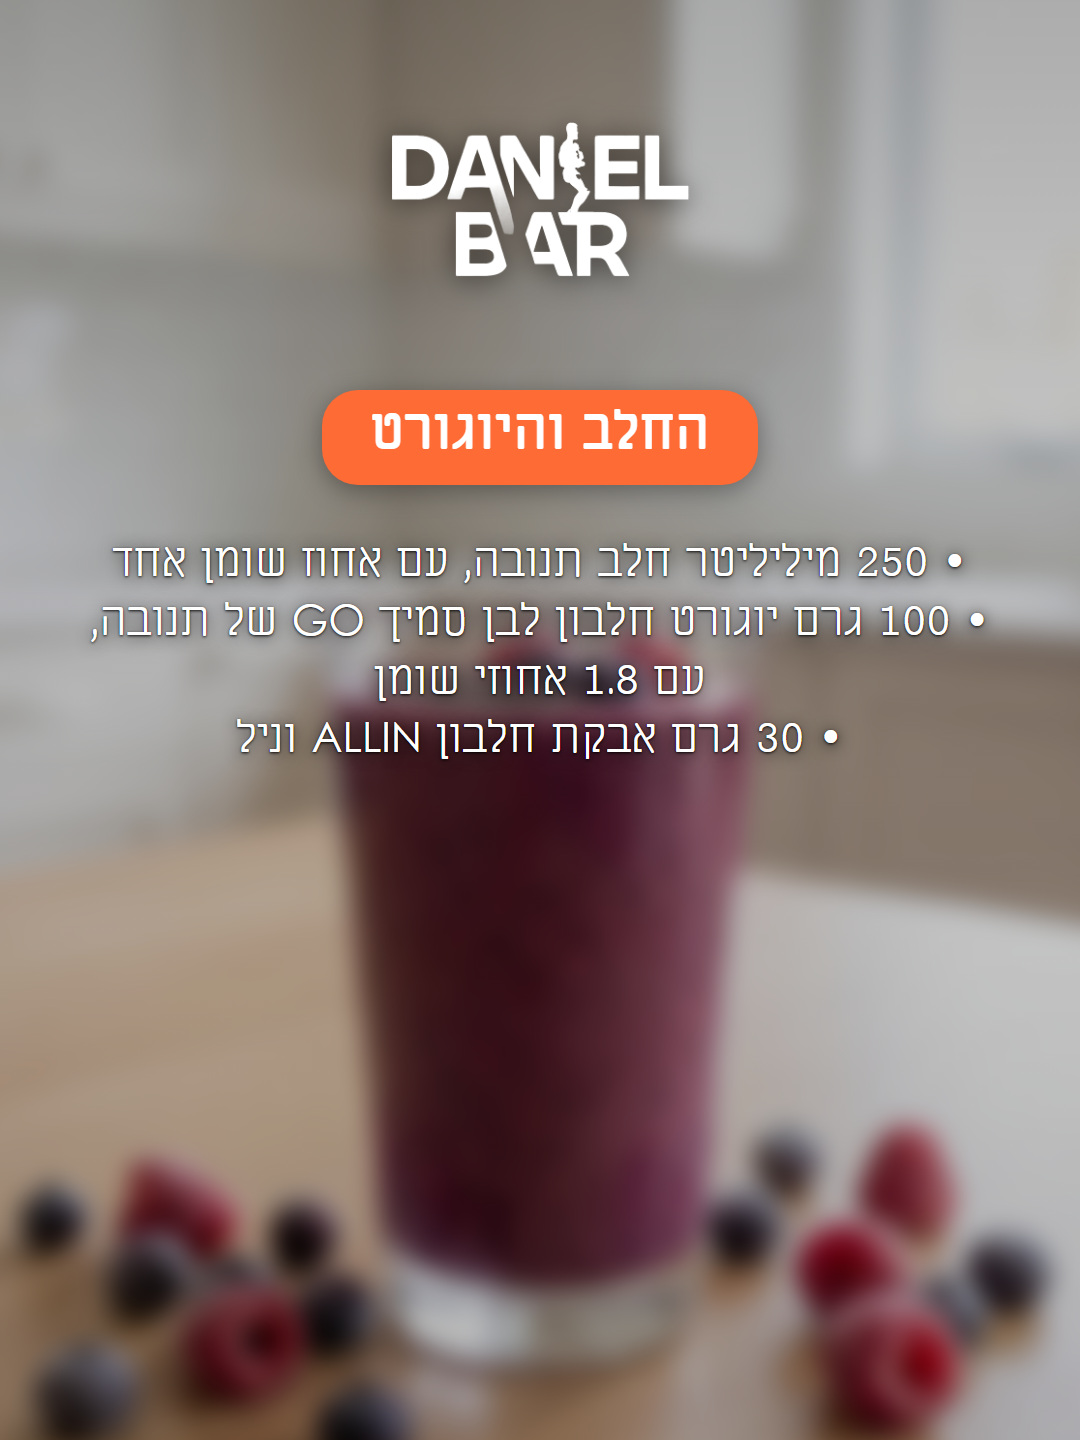 DANIEL
BAR
החלב והיוגורט
• 250 מיליליטר חלב תנובה, עם אחוז שומן אחד
• 100 גרם יוגורט חלבון לבן סמיך GO של תנובה,
עם 1.8 אחוזי שומן
• 30 גרם אבקת חלבון ALLIN וניל